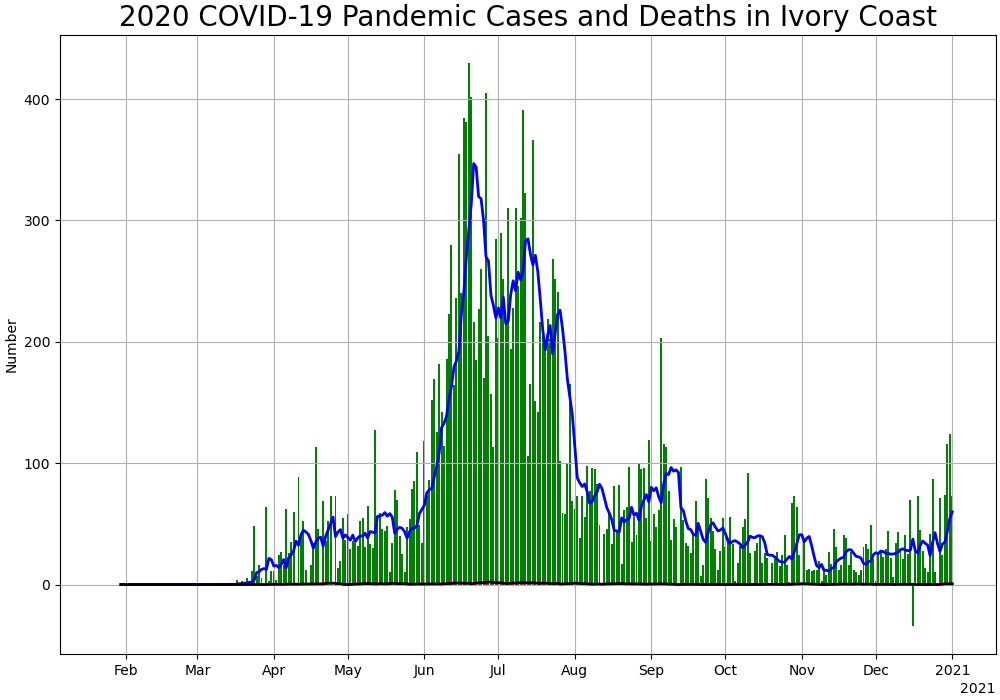 2020 COVID-19 Pandemic Cases and Deaths in Ivory Coast
Number
400
300
200
100
0
Feb Mar Apr May Jun Jul Aug Sep Oct Nov Dec 2021
2021